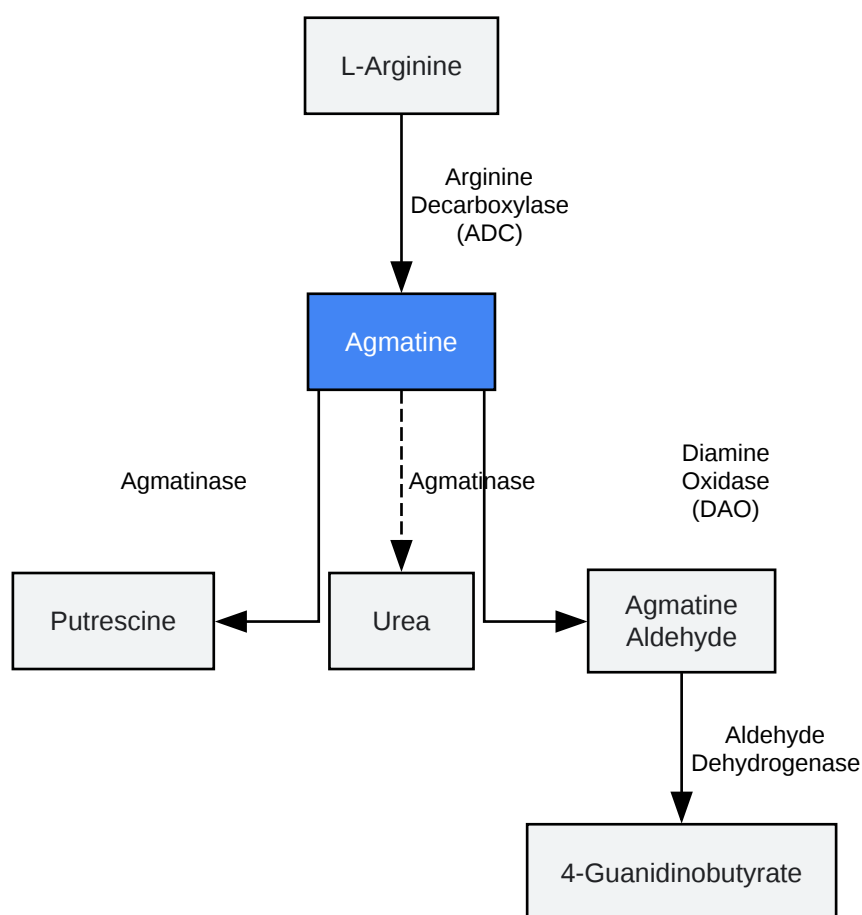 L-Arginine
Arginine
Decarboxylase
(ADC)
Agmatine
Agmatinase
Agmatinase
Diamine
Oxidase
(DAO)
Putrescine
Urea
Agmatine
Aldehyde
Aldehyde
Dehydrogenase
4-Guanidinobutyrate